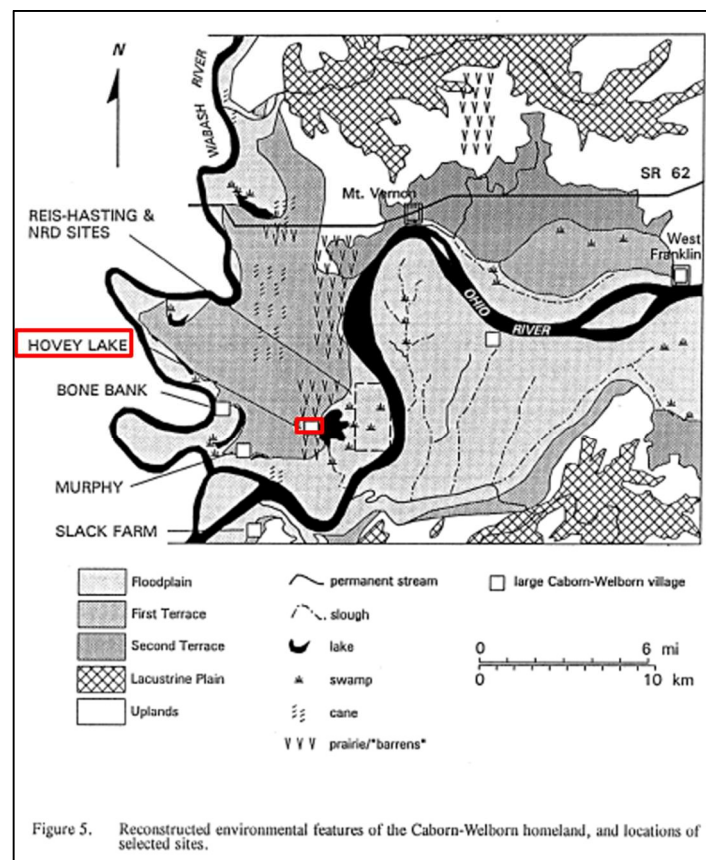 N
WABASH RIVER
SR 62
Mt. Vernon
REIS-HASTING &
NRD SITES
West
Franklin
OHIO
RIVER
HOVEY LAKE
BONE BANK
MURPHY
SLACK FARM
Floodplain
First Terrace
Second Terrace
Lacustrine Plain
Uplands
permanent stream
slough
lake
swamp
cane
prairie/"barrens"
large Caborn-Welborn village
0 6 mi
0 10 km
Figure 5. Reconstructed environmental features of the Caborn-Welborn homeland, and locations of
selected sites.